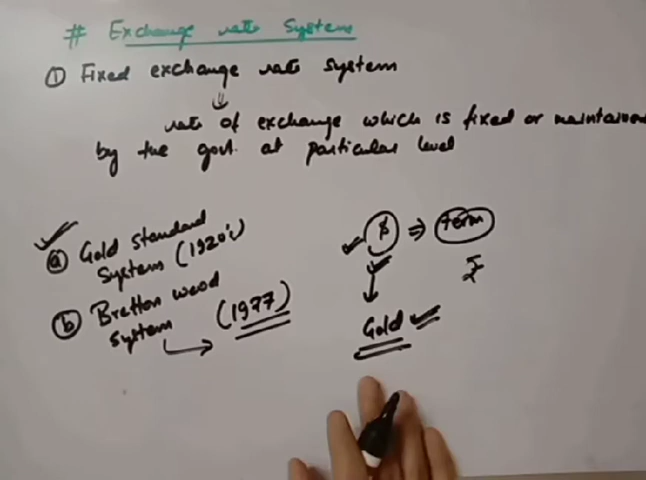 # Exchange rate System
① Fixed exchange rate system
rate of exchange which is fixed or maintained
by the govt. at particular level
ⓐ Gold standard
System (1920's)
ⓑ Bretton wood
system → (1977)
$ ⇒ term
₹
Gold